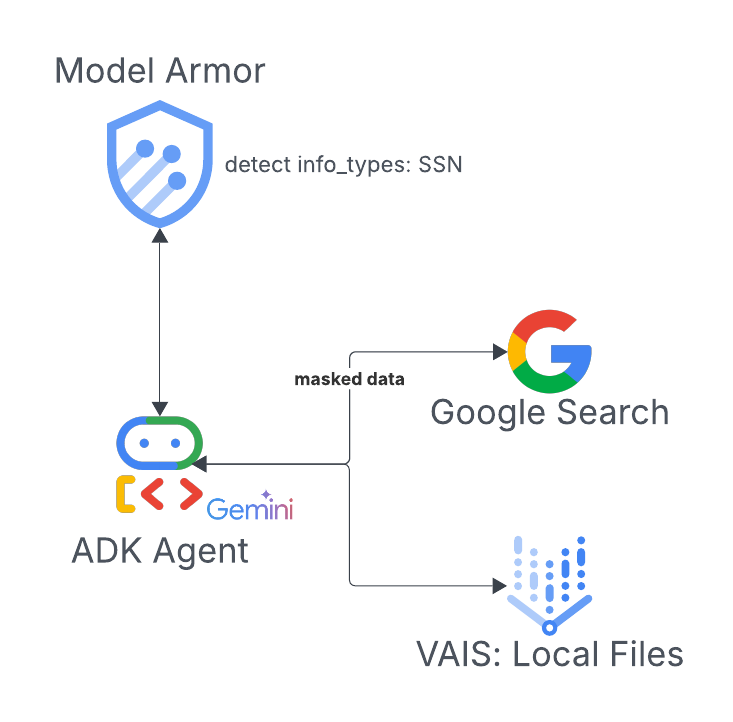 Model Armor
detect info_types: SSN
masked data
Google Search
Gemini
ADK Agent
VAIS: Local Files